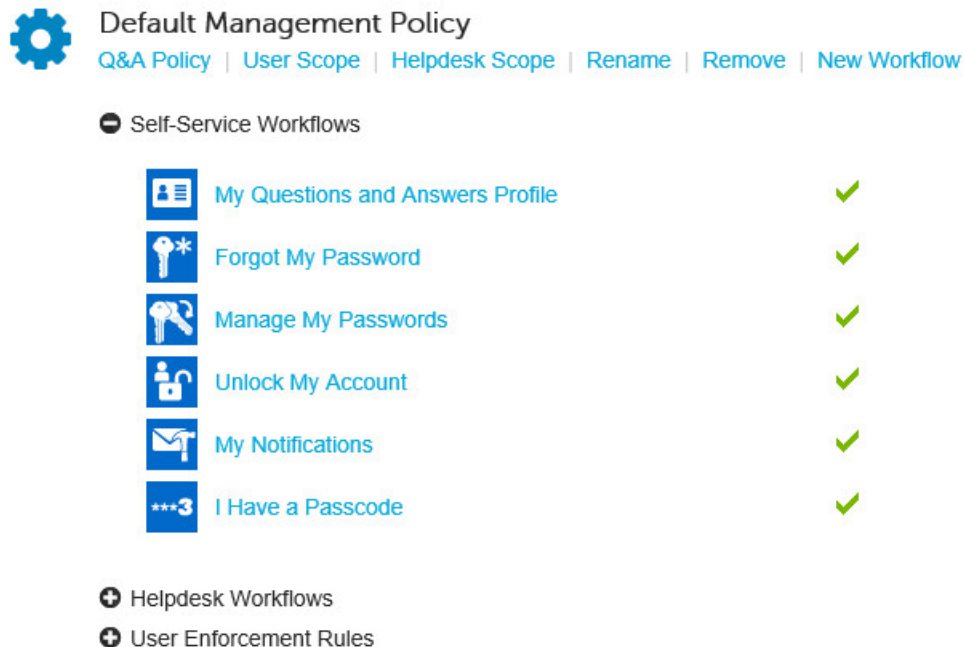 Default Management Policy
Q&A Policy | User Scope | Helpdesk Scope | Rename | Remove | New Workflow
Self-Service Workflows
My Questions and Answers Profile
Forgot My Password
Manage My Passwords
Unlock My Account
My Notifications
***3 I Have a Passcode
Helpdesk Workflows
User Enforcement Rules